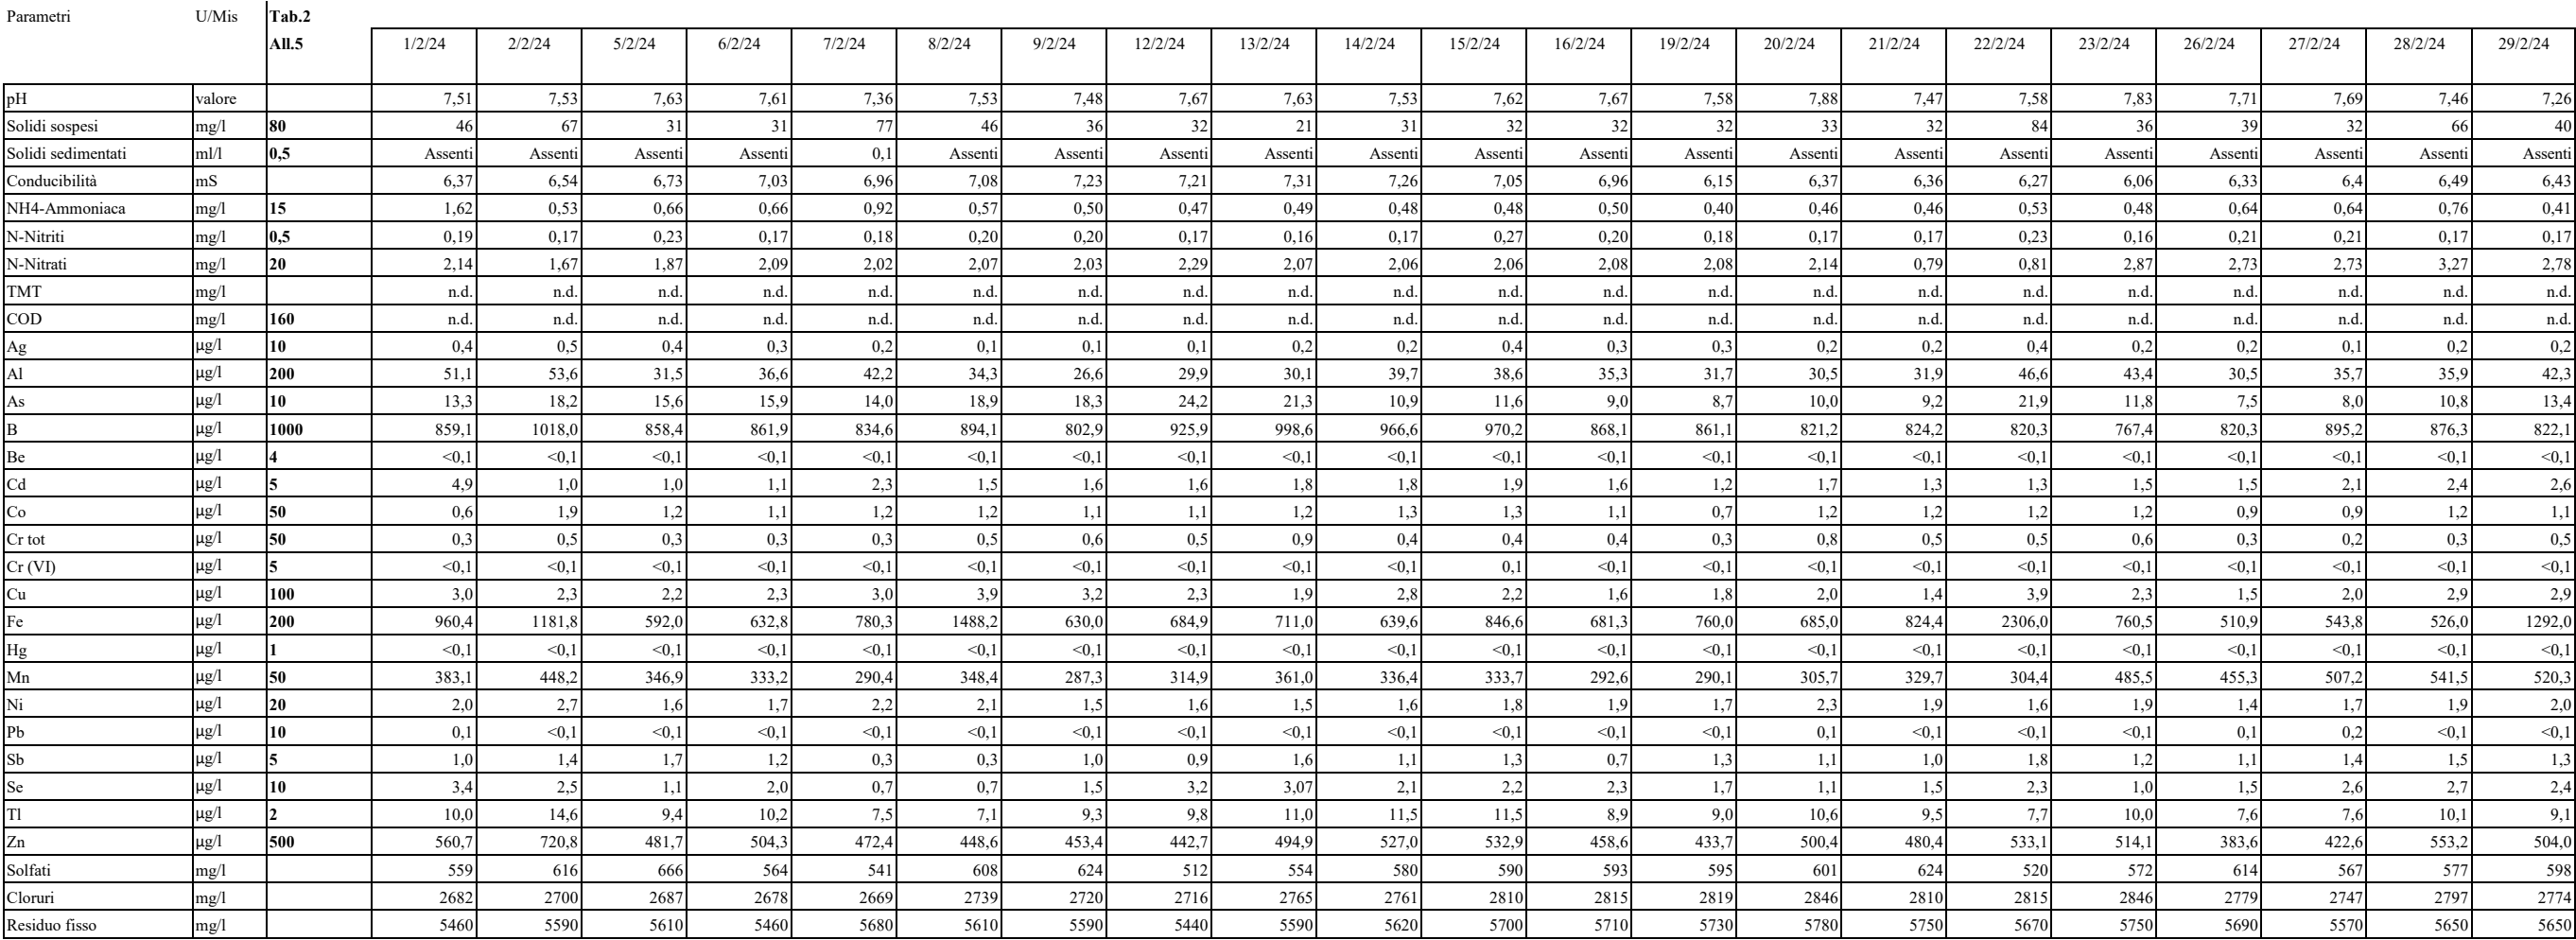 Parametri U/Mis Tab.2
All.5 1/2/24 2/2/24 5/2/24 6/2/24 7/2/24 8/2/24 9/2/24 12/2/24 13/2/24 14/2/24 15/2/24 16/2/24 19/2/24 20/2/24 21/2/24 22/2/24 23/2/24 26/2/24 27/2/24 28/2/24 29/2/24
pH valore 7,51 7,53 7,63 7,61 7,36 7,53 7,48 7,67 7,63 7,53 7,62 7,67 7,58 7,88 7,47 7,58 7,83 7,71 7,69 7,46 7,26
Solidi sospesi mg/l 80 46 67 31 31 77 46 36 32 21 31 32 32 32 33 32 84 36 39 32 66 40
Solidi sedimentati ml/l 0,5 Assenti Assenti Assenti Assenti 0,1 Assenti Assenti Assenti Assenti Assenti Assenti Assenti Assenti Assenti Assenti Assenti Assenti Assenti Assenti Assenti Assenti
Conducibilità mS 6,37 6,54 6,73 7,03 6,96 7,08 7,23 7,21 7,31 7,26 7,05 6,96 6,15 6,37 6,36 6,27 6,06 6,33 6,4 6,49 6,43
NH4-Ammoniaca mg/l 15 1,62 0,53 0,66 0,66 0,92 0,57 0,50 0,47 0,49 0,48 0,48 0,50 0,40 0,46 0,46 0,53 0,48 0,64 0,64 0,76 0,41
N-Nitriti mg/l 0,5 0,19 0,17 0,23 0,17 0,18 0,20 0,20 0,17 0,16 0,17 0,27 0,20 0,18 0,17 0,17 0,23 0,16 0,21 0,21 0,17 0,17
N-Nitrati mg/l 20 2,14 1,67 1,87 2,09 2,02 2,07 2,03 2,29 2,07 2,06 2,06 2,08 2,08 2,14 0,79 0,81 2,87 2,73 2,73 3,27 2,78
TMT mg/l n.d. n.d. n.d. n.d. n.d. n.d. n.d. n.d. n.d. n.d. n.d. n.d. n.d. n.d. n.d. n.d. n.d. n.d. n.d. n.d. n.d.
COD mg/l 160 n.d. n.d. n.d. n.d. n.d. n.d. n.d. n.d. n.d. n.d. n.d. n.d. n.d. n.d. n.d. n.d. n.d. n.d. n.d. n.d. n.d.
Ag µg/l 10 0,4 0,5 0,4 0,3 0,2 0,1 0,1 0,1 0,2 0,2 0,4 0,3 0,3 0,2 0,2 0,4 0,2 0,2 0,1 0,2 0,2
Al µg/l 200 51,1 53,6 31,5 36,6 42,2 34,3 26,6 29,9 30,1 39,7 38,6 35,3 31,7 30,5 31,9 46,6 43,4 30,5 35,7 35,9 42,3
As µg/l 10 13,3 18,2 15,6 15,9 14,0 18,9 18,3 24,2 21,3 10,9 11,6 9,0 8,7 10,0 9,2 21,9 11,8 7,5 8,0 10,8 13,4
B µg/l 1000 859,1 1018,0 858,4 861,9 834,6 894,1 802,9 925,9 998,6 966,6 970,2 868,1 861,1 821,2 824,2 820,3 767,4 820,3 895,2 876,3 822,1
Be µg/l 4 <0,1 <0,1 <0,1 <0,1 <0,1 <0,1 <0,1 <0,1 <0,1 <0,1 <0,1 <0,1 <0,1 <0,1 <0,1 <0,1 <0,1 <0,1 <0,1 <0,1 <0,1
Cd µg/l 5 4,9 1,0 1,0 1,1 2,3 1,5 1,6 1,6 1,8 1,8 1,9 1,6 1,2 1,7 1,3 1,3 1,5 1,5 2,1 2,4 2,6
Co µg/l 50 0,6 1,9 1,2 1,1 1,2 1,2 1,1 1,1 1,2 1,3 1,3 1,1 0,7 1,2 1,2 1,2 1,2 0,9 0,9 1,2 1,1
Cr tot µg/l 50 0,3 0,5 0,3 0,3 0,3 0,5 0,6 0,5 0,9 0,4 0,4 0,4 0,3 0,8 0,5 0,5 0,6 0,3 0,2 0,3 0,5
Cr (VI) µg/l 5 <0,1 <0,1 <0,1 <0,1 <0,1 <0,1 <0,1 <0,1 <0,1 <0,1 0,1 <0,1 <0,1 <0,1 <0,1 <0,1 <0,1 <0,1 <0,1 <0,1 <0,1
Cu µg/l 100 3,0 2,3 2,2 2,3 3,0 3,9 3,2 2,3 1,9 2,8 2,2 1,6 1,8 2,0 1,4 3,9 2,3 1,5 2,0 2,9 2,9
Fe µg/l 200 960,4 1181,8 592,0 632,8 780,3 1488,2 630,0 684,9 711,0 639,6 846,6 681,3 760,0 685,0 824,4 2306,0 760,5 510,9 543,8 526,0 1292,0
Hg µg/l 1 <0,1 <0,1 <0,1 <0,1 <0,1 <0,1 <0,1 <0,1 <0,1 <0,1 <0,1 <0,1 <0,1 <0,1 <0,1 <0,1 <0,1 <0,1 <0,1 <0,1 <0,1
Mn µg/l 50 383,1 448,2 346,9 333,2 290,4 348,4 287,3 314,9 361,0 336,4 333,7 292,6 290,1 305,7 329,7 304,4 485,5 455,3 507,2 541,5 520,3
Ni µg/l 20 2,0 2,7 1,6 1,7 2,2 2,1 1,5 1,6 1,5 1,6 1,8 1,9 1,7 2,3 1,9 1,6 1,9 1,4 1,7 1,9 2,0
Pb µg/l 10 0,1 <0,1 <0,1 <0,1 <0,1 <0,1 <0,1 <0,1 <0,1 <0,1 <0,1 <0,1 <0,1 0,1 <0,1 <0,1 <0,1 0,1 0,2 <0,1 <0,1
Sb µg/l 5 1,0 1,4 1,7 1,2 0,3 0,3 1,0 0,9 1,6 1,1 1,3 0,7 1,3 1,1 1,0 1,8 1,2 1,1 1,4 1,5 1,3
Se µg/l 10 3,4 2,5 1,1 2,0 0,7 0,7 1,5 3,2 3,07 2,1 2,2 2,3 1,7 1,1 1,5 2,3 1,0 1,5 2,6 2,7 2,4
Tl µg/l 2 10,0 14,6 9,4 10,2 7,5 7,1 9,3 9,8 11,0 11,5 11,5 8,9 9,0 10,6 9,5 7,7 10,0 7,6 7,6 10,1 9,1
Zn µg/l 500 560,7 720,8 481,7 504,3 472,4 448,6 453,4 442,7 494,9 527,0 532,9 458,6 433,7 500,4 480,4 533,1 514,1 383,6 422,6 553,2 504,0
Solfati mg/l 559 616 666 564 541 608 624 512 554 580 590 593 595 601 624 520 572 614 567 577 598
Cloruri mg/l 2682 2700 2687 2678 2669 2739 2720 2716 2765 2761 2810 2815 2819 2846 2810 2815 2846 2779 2747 2797 2774
Residuo fisso mg/l 5460 5590 5610 5460 5680 5610 5590 5440 5590 5620 5700 5710 5730 5780 5750 5670 5750 5690 5570 5650 5650